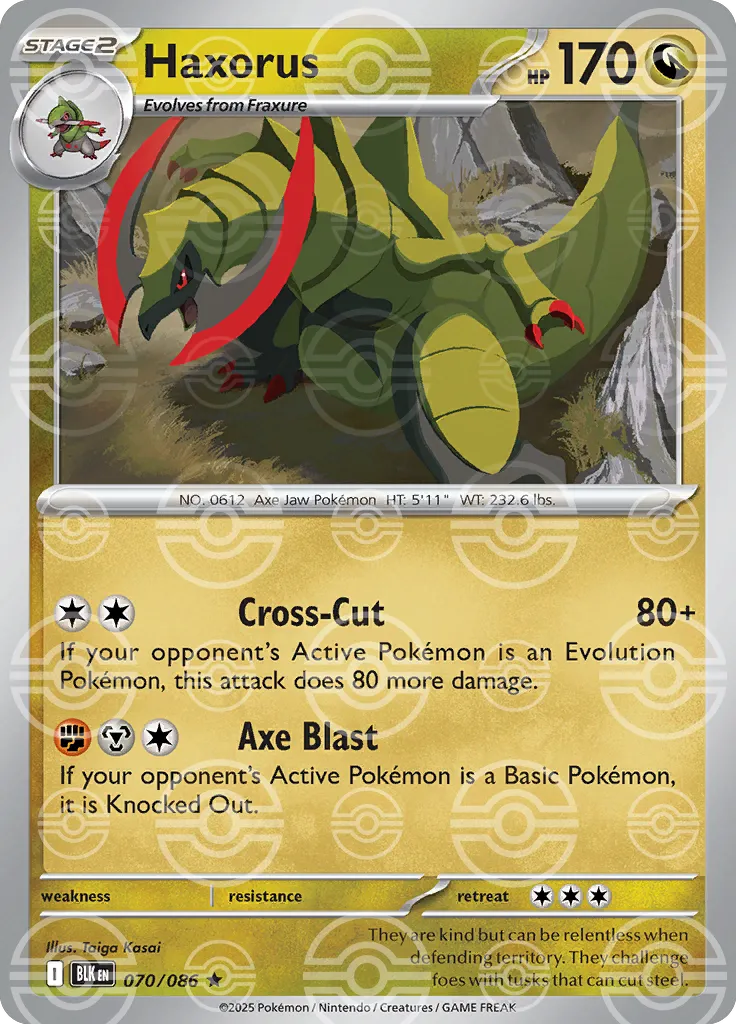 STAGE2
Haxorus
HP 170
Evolves from Fraxure
NO. 0612 Axe Jaw Pokémon HT: 5'11" WT: 232.6 lbs.
Cross-Cut 80+
If your opponent's Active Pokémon is an Evolution
Pokémon, this attack does 80 more damage.
Axe Blast
If your opponent's Active Pokémon is a Basic Pokémon,
it is Knocked Out.
weakness resistance retreat
Illus. Taiga Kasai
They are kind but can be relentless when
defending territory. They challenge
foes with tusks that can cut steel.
I BLK EN 070/086 ★
©2025 Pokémon / Nintendo / Creatures / GAME FREAK